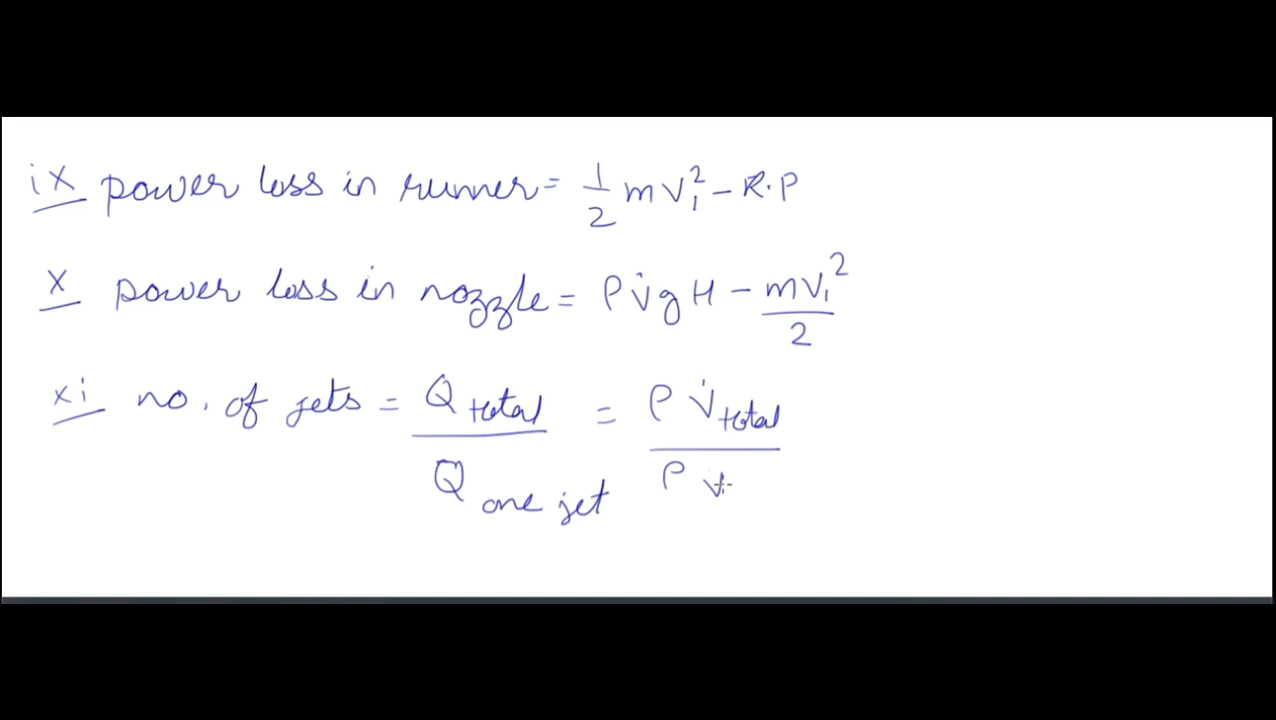 ix power loss in runner = 1/2 m V₁² - R.P
x power loss in nozzle = ρ V̇ g H - mV₁²/2
xi no. of jets = Q total / Q one jet = ρ V̇ total / ρ V̇